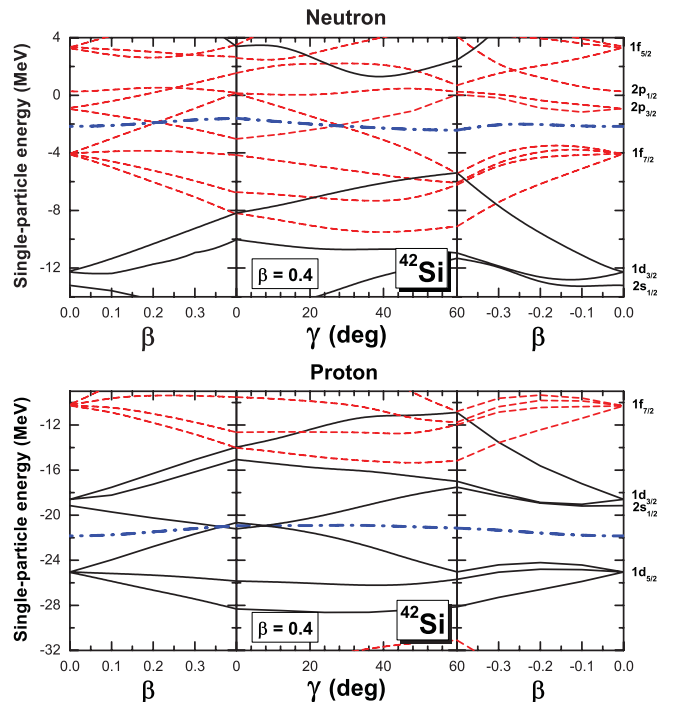 Neutron
Single-particle energy (MeV)
4
0
-4
-8
-12
1f5/2
2p1/2
2p3/2
1f7/2
1d3/2
2s1/2
β = 0.4
42Si
0.0 0.1 0.2 0.3 0 20 40 60 -0.3 -0.2 -0.1 0.0
β γ (deg) β
Proton
Single-particle energy (MeV)
-12
-16
-20
-24
-28
-32
1f7/2
1d3/2
2s1/2
1d5/2
β = 0.4
42Si
0.0 0.1 0.2 0.3 0 20 40 60 -0.3 -0.2 -0.1 0.0
β γ (deg) β